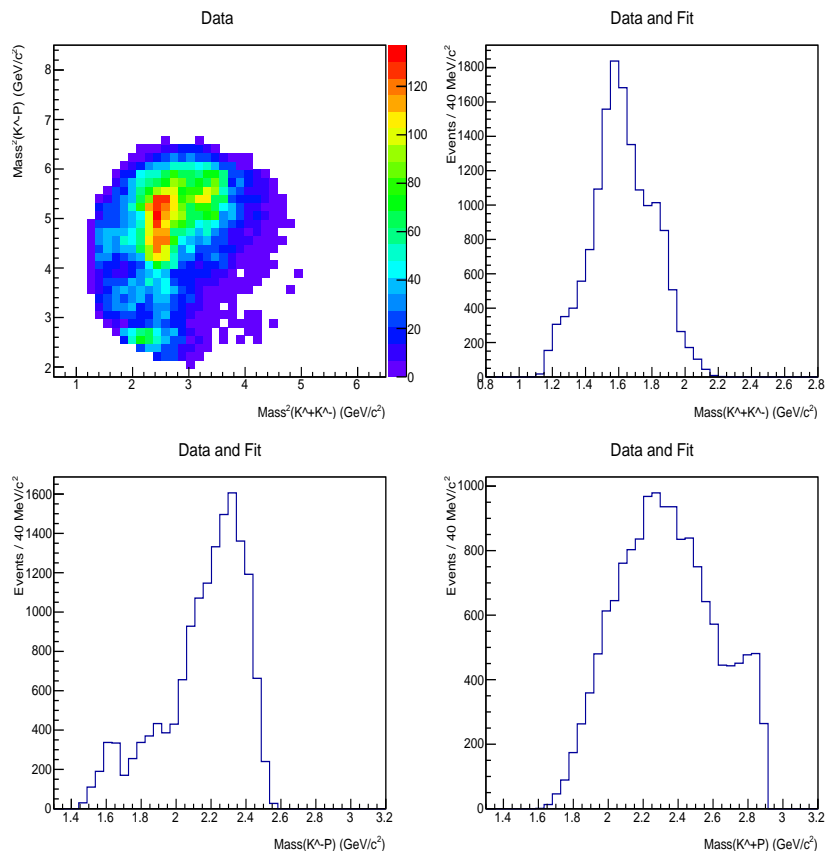 Data
Mass²(K^-P) (GeV/c²)
8
7
6
5
4
3
2
1 2 3 4 5 6
Mass²(K^+K^-) (GeV/c²)
120
100
80
60
40
20
0
Data and Fit
Events / 40 MeV/c²
1800
1600
1400
1200
1000
800
600
400
200
0
0.8 1 1.2 1.4 1.6 1.8 2 2.2 2.4 2.6 2.8
Mass(K^+K^-) (GeV/c²)
Data and Fit
Events / 40 MeV/c²
1600
1400
1200
1000
800
600
400
200
0
1.4 1.6 1.8 2 2.2 2.4 2.6 2.8 3 3.2
Mass(K^-P) (GeV/c²)
Data and Fit
Events / 40 MeV/c²
1000
800
600
400
200
0
1.4 1.6 1.8 2 2.2 2.4 2.6 2.8 3 3.2
Mass(K^+P) (GeV/c²)